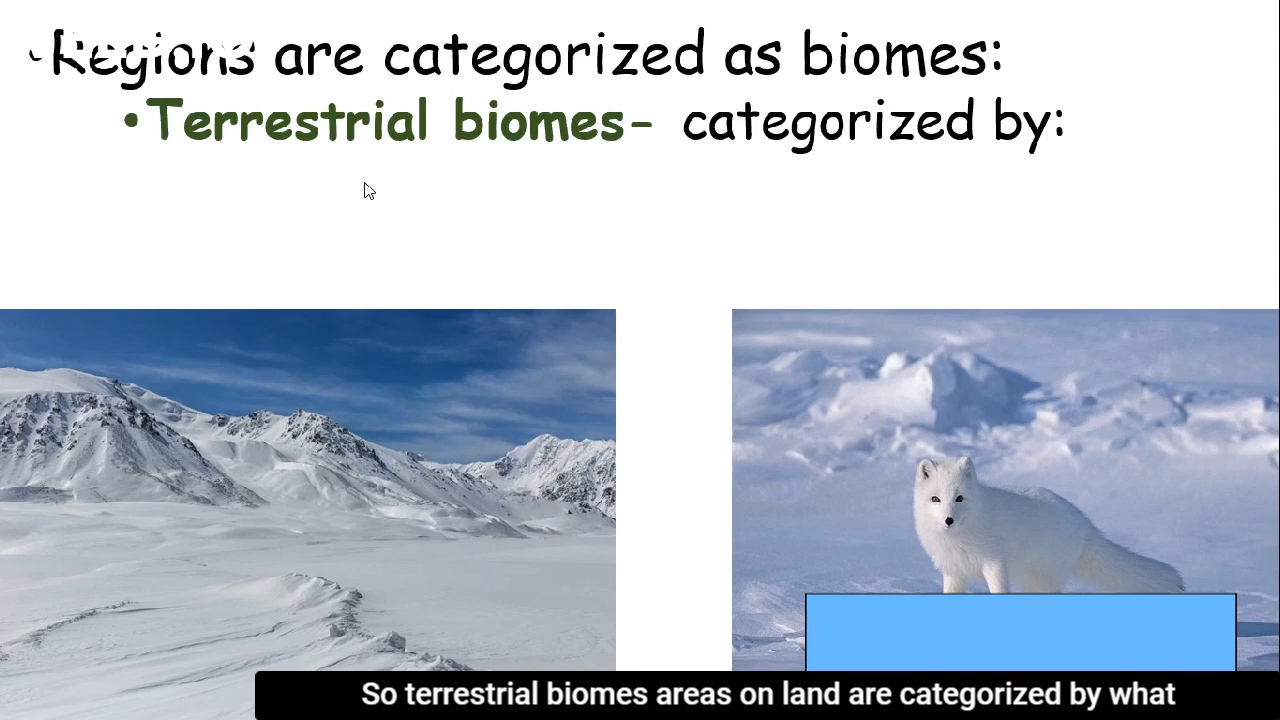 • Regions are categorized as biomes:
• Terrestrial biomes- categorized by:
So terrestrial biomes areas on land are categorized by what